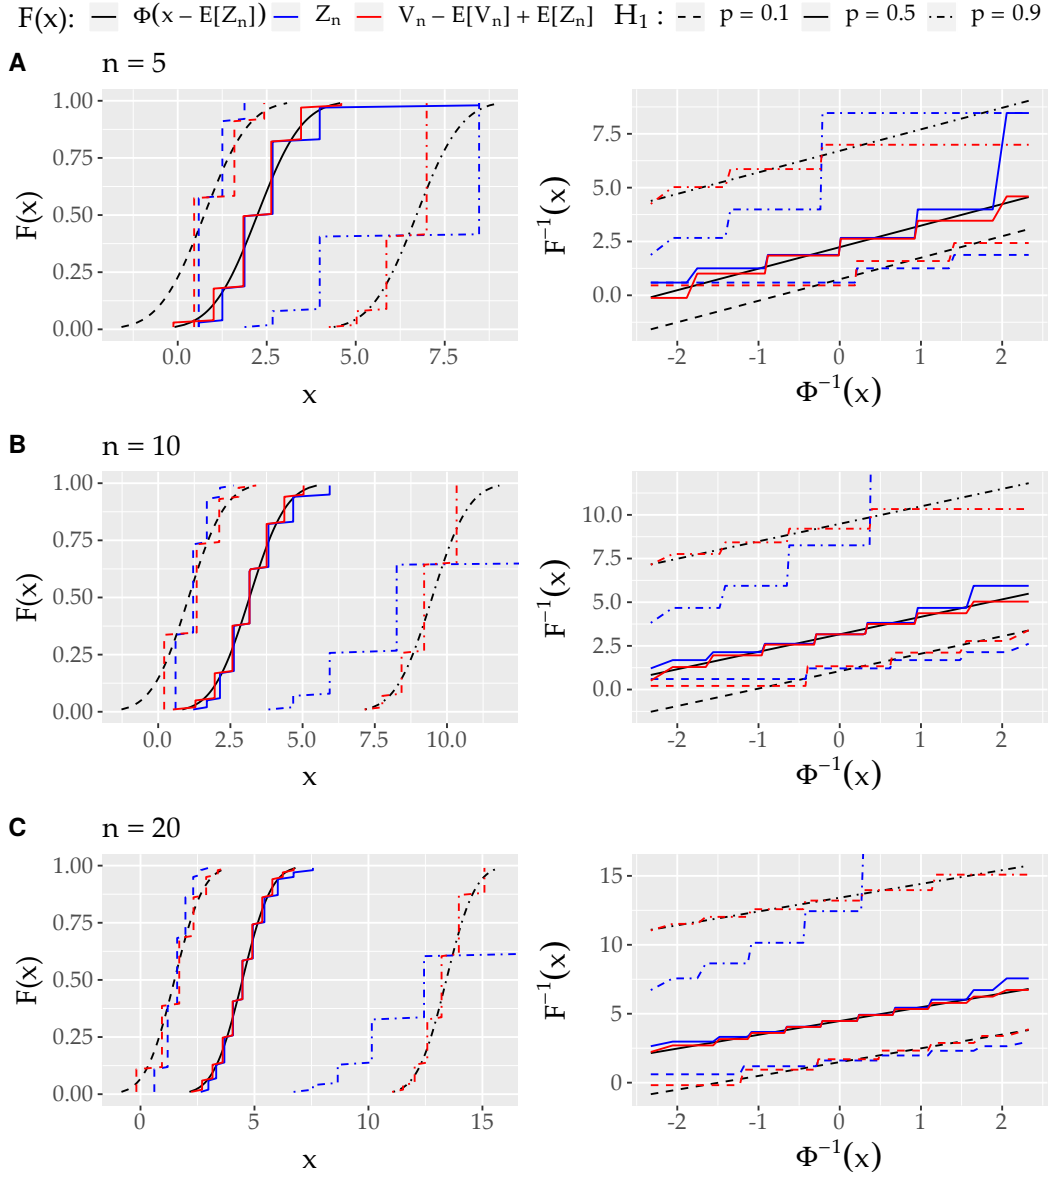 F(x): Φ(x − E[Zₙ]) Zₙ Vₙ − E[Vₙ] + E[Zₙ] H₁ : p = 0.1 p = 0.5 p = 0.9
A n = 5
F(x)
1.00
0.75
0.50
0.25
0.00
0.0 2.5 5.0 7.5
x
F⁻¹(x)
7.5
5.0
2.5
0.0
-2 -1 0 1 2
Φ⁻¹(x)
B n = 10
F(x)
1.00
0.75
0.50
0.25
0.00
0.0 2.5 5.0 7.5 10.0
x
F⁻¹(x)
10.0
7.5
5.0
2.5
0.0
-2 -1 0 1 2
Φ⁻¹(x)
C n = 20
F(x)
1.00
0.75
0.50
0.25
0.00
0 5 10 15
x
F⁻¹(x)
15
10
5
0
-2 -1 0 1 2
Φ⁻¹(x)